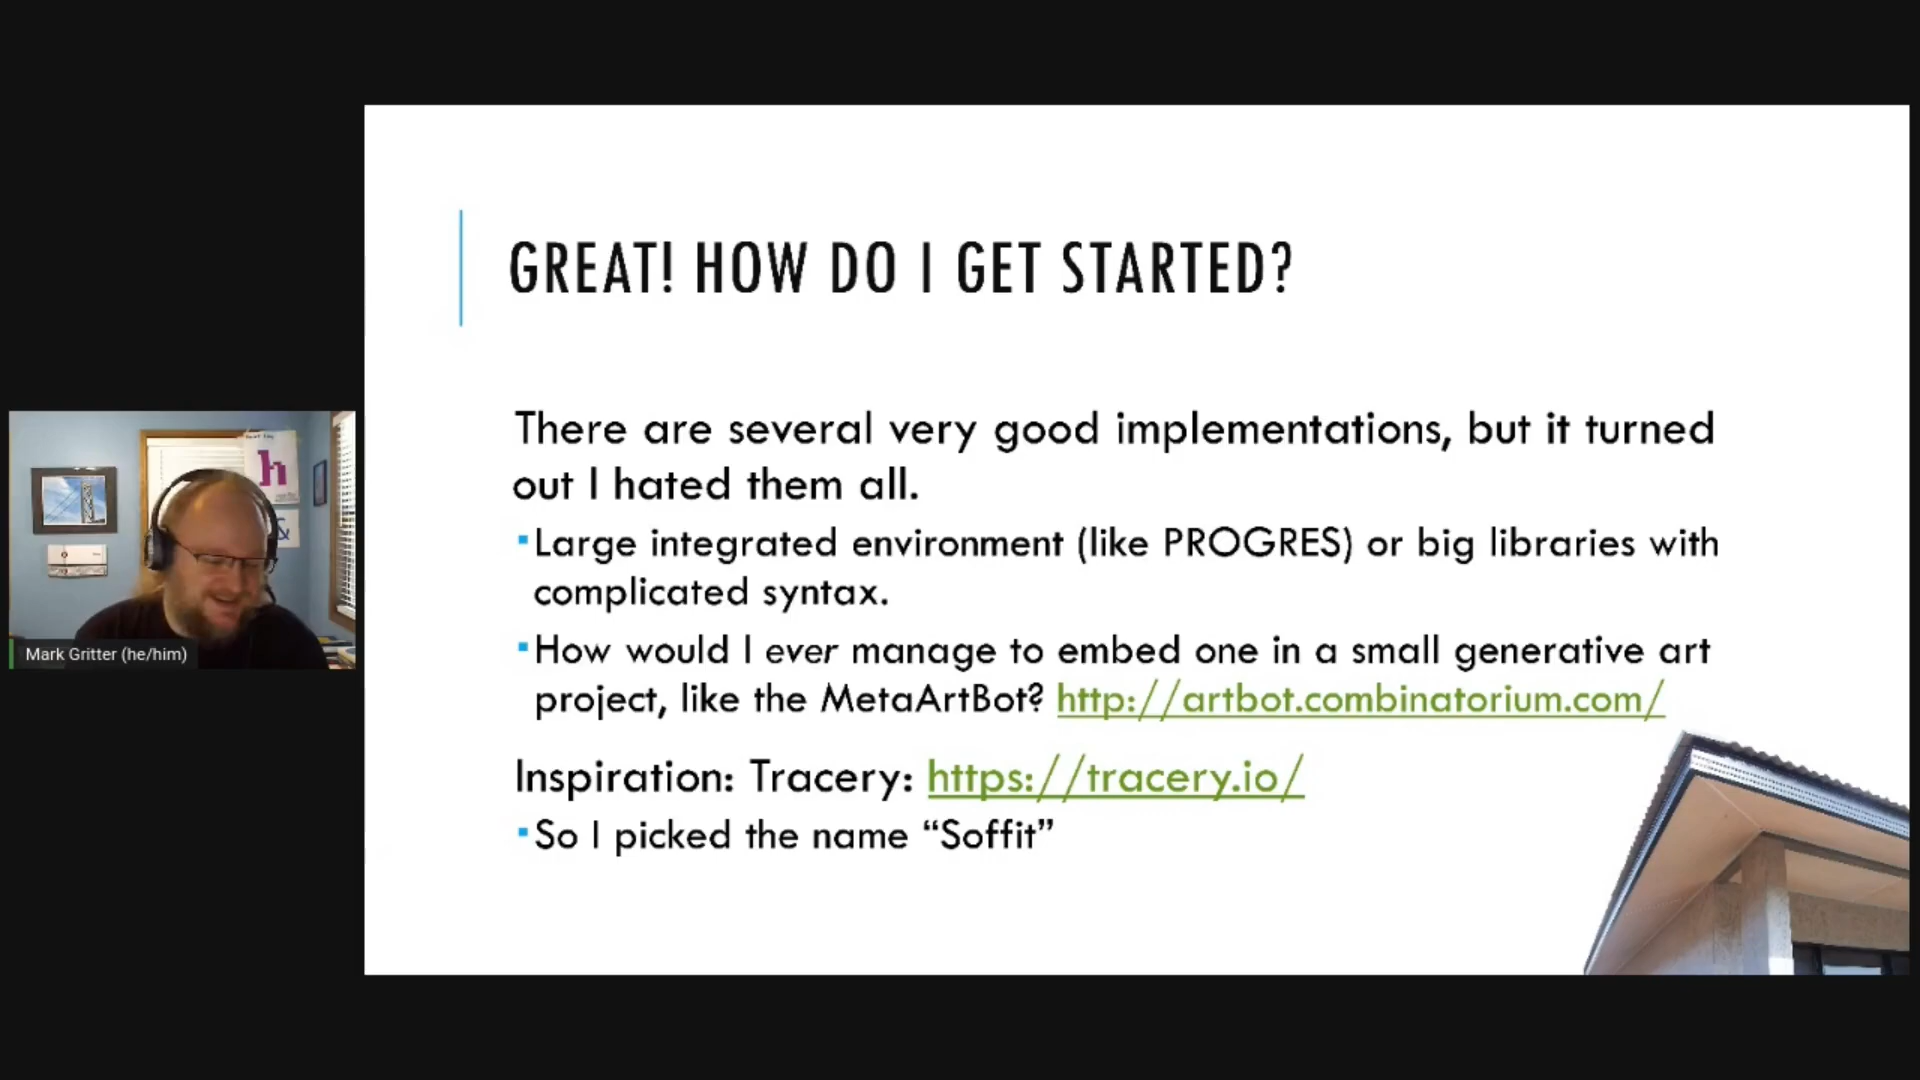 GREAT! HOW DO I GET STARTED?
There are several very good implementations, but it turned
out I hated them all.
Large integrated environment (like PROGRES) or big libraries with
complicated syntax.
How would I ever manage to embed one in a small generative art
project, like the MetaArtBot? http://artbot.combinatorium.com/
Inspiration: Tracery: https://tracery.io/
So I picked the name “Soffit”
h
&
Mark Gritter (he/him)